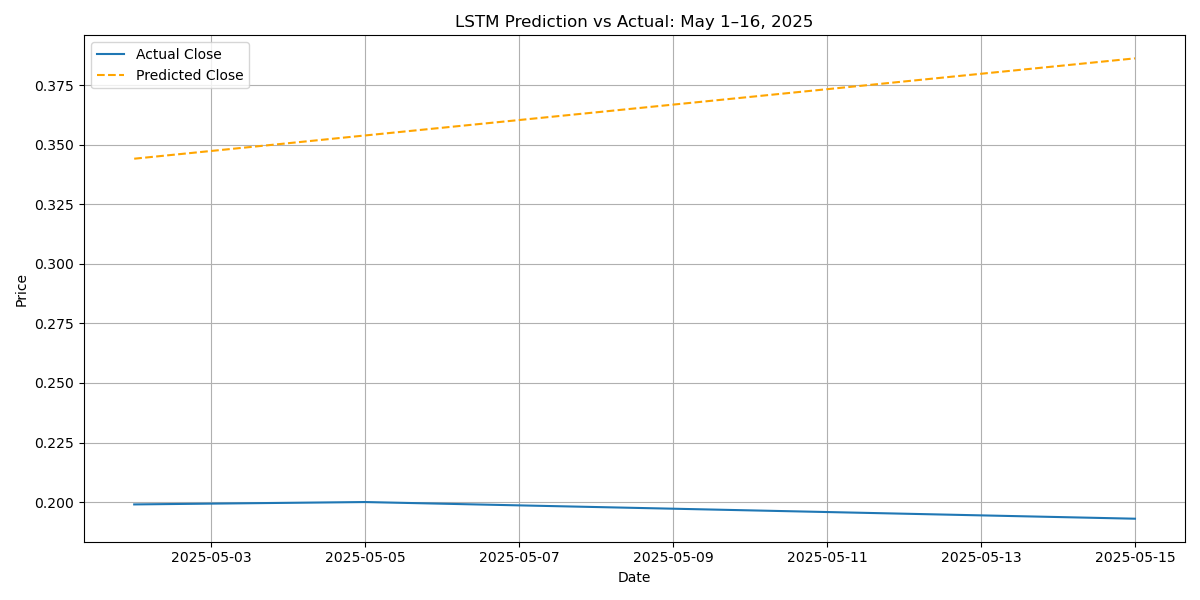 LSTM Prediction vs Actual: May 1–16, 2025
Actual Close
Predicted Close
Price
0.375
0.350
0.325
0.300
0.275
0.250
0.225
0.200
2025-05-03 2025-05-05 2025-05-07 2025-05-09 2025-05-11 2025-05-13 2025-05-15
Date